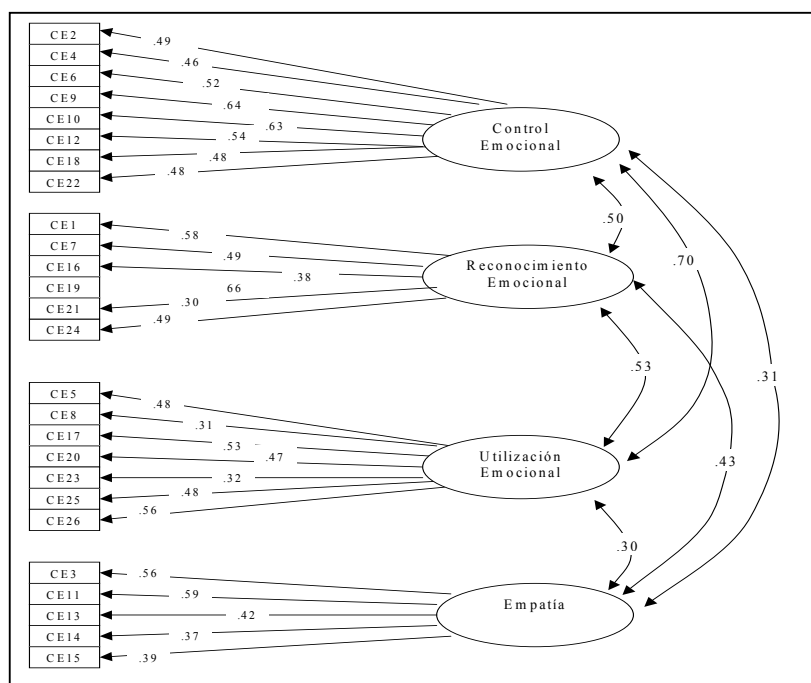 CE2
CE4
CE6
CE9
CE10
CE12
CE18
CE22
.49
.46
.52
.64
.63
.54
.48
.48
Control
Emocional
.50
.70
.31
CE1
CE7
CE16
CE19
CE21
CE24
.58
.49
.38
66
.30
.49
Reconocimiento
Emocional
.53
.43
CE5
CE8
CE17
CE20
CE23
CE25
CE26
.48
.31
.53
.47
.32
.48
.56
Utilización
Emocional
.30
CE3
CE11
CE13
CE14
CE15
.56
.59
.42
.37
.39
Empatía